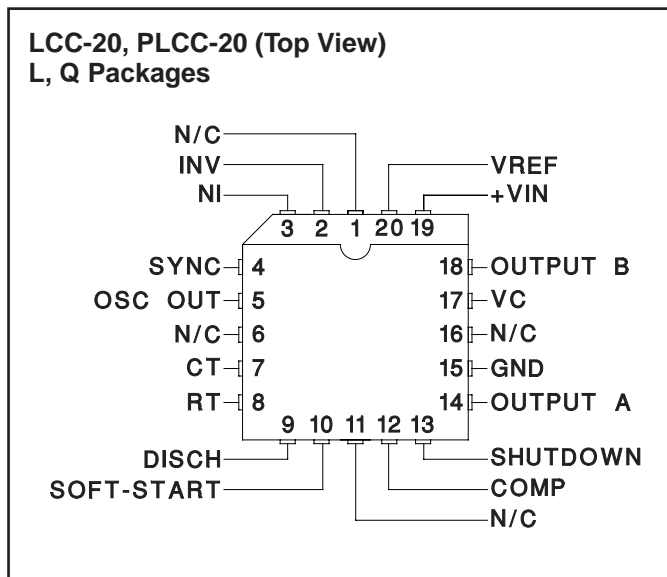 LCC-20, PLCC-20 (Top View)
L, Q Packages
N/C
INV
NI
VREF
+VIN
3 2 1 20 19
SYNC 4
OSC OUT 5
N/C 6
CT 7
RT 8
18 OUTPUT B
17 VC
16 N/C
15 GND
14 OUTPUT A
9 10 11 12 13
DISCH
SOFT-START
SHUTDOWN
COMP
N/C